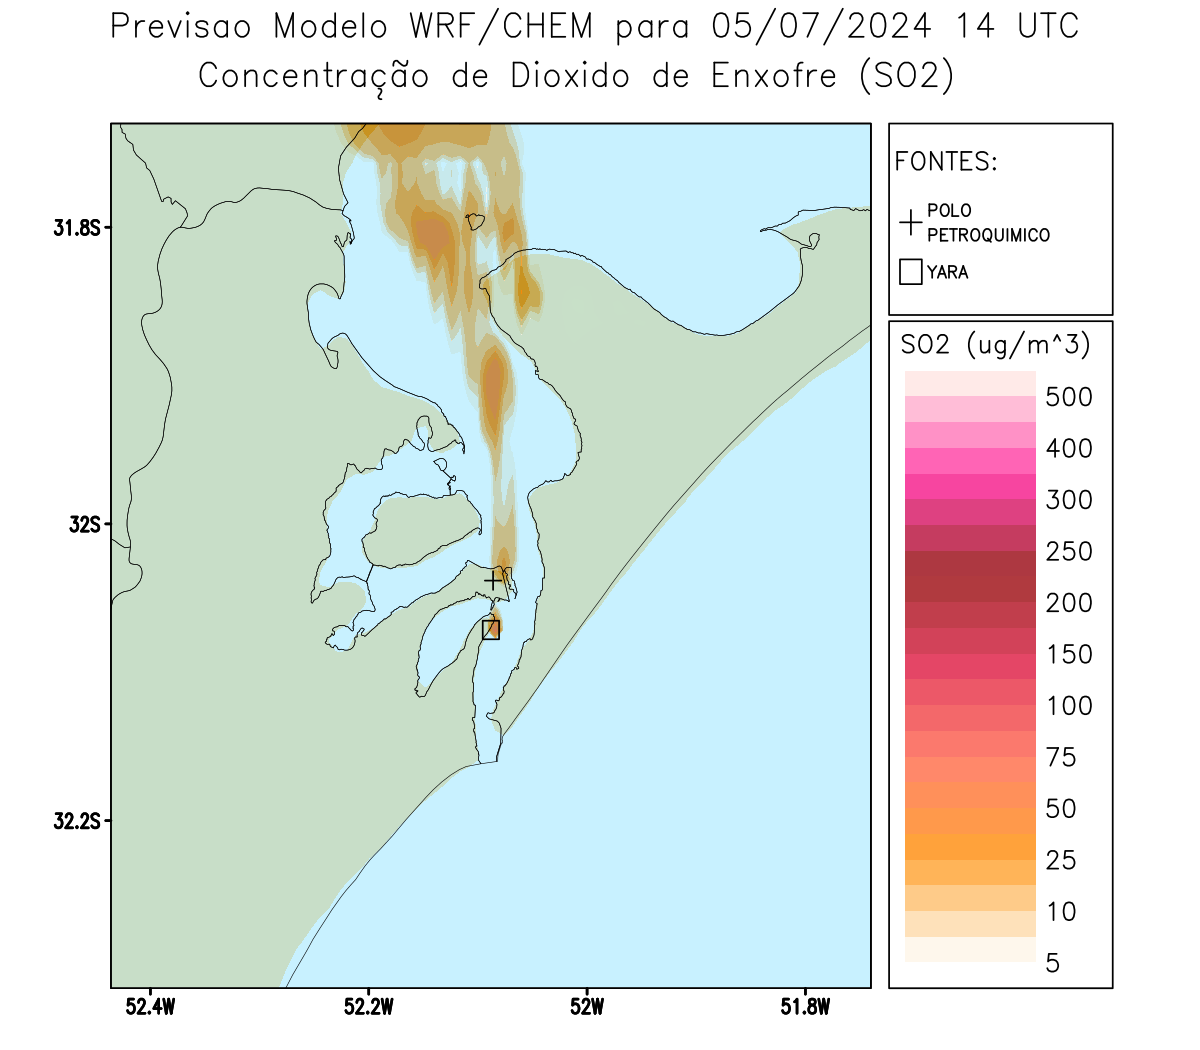 Previsao Modelo WRF/CHEM para 05/07/2024 14 UTC
Concentração de Dioxido de Enxofre (SO2)
FONTES:
POLO
PETROQUIMICO
YARA
SO2 (ug/m^3)
500
400
300
250
200
150
100
75
50
25
10
5
31.8S
32S
32.2S
52.4W
52.2W
52W
51.8W